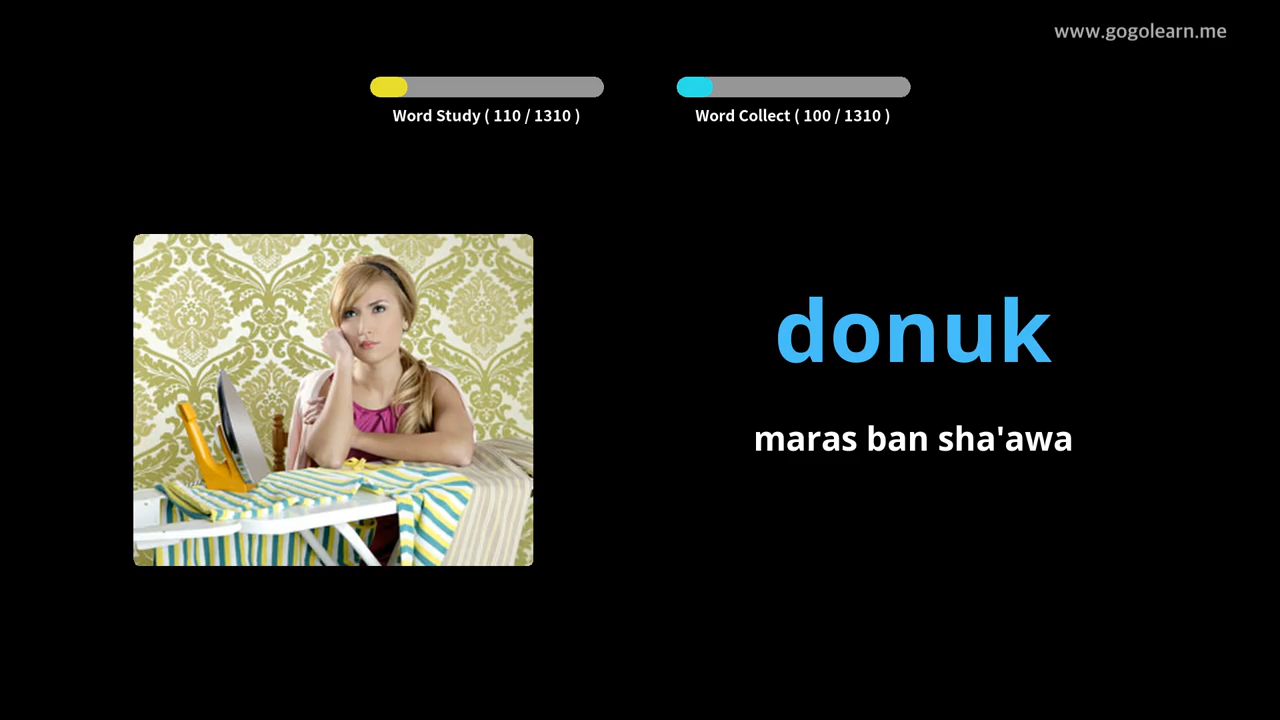 www.gogolearn.me
Word Study ( 110 / 1310 )
Word Collect ( 100 / 1310 )
donuk
maras ban sha'awa